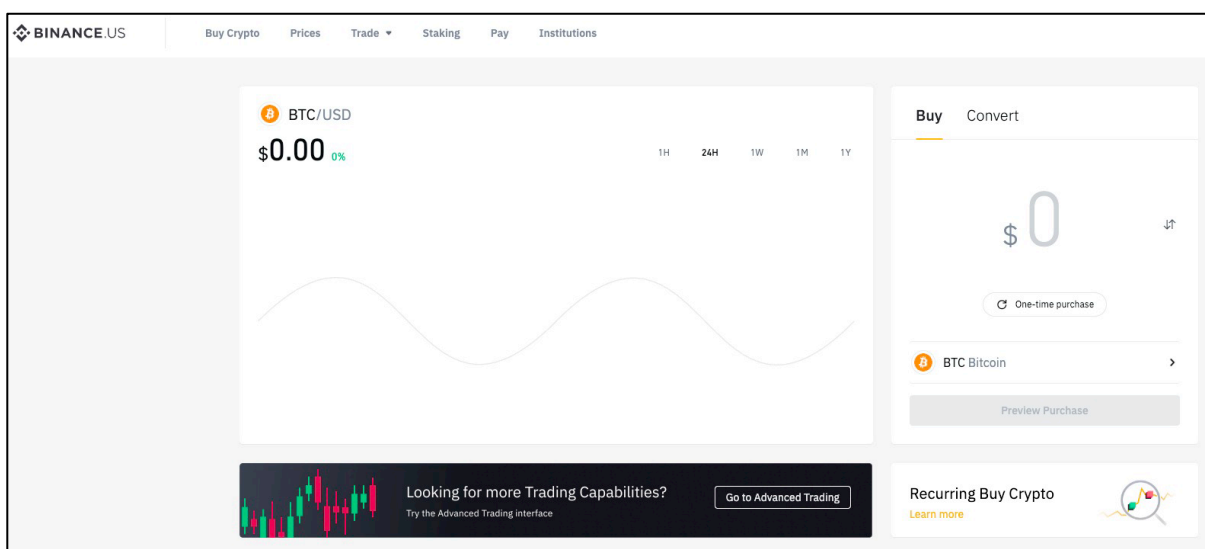 BINANCE.US
Buy Crypto Prices Trade Staking Pay Institutions
BTC/USD
$0.00 0%
1H 24H 1W 1M 1Y
Buy Convert
$ 0
One-time purchase
BTC Bitcoin
Preview Purchase
Looking for more Trading Capabilities?
Try the Advanced Trading interface
Go to Advanced Trading
Recurring Buy Crypto
Learn more